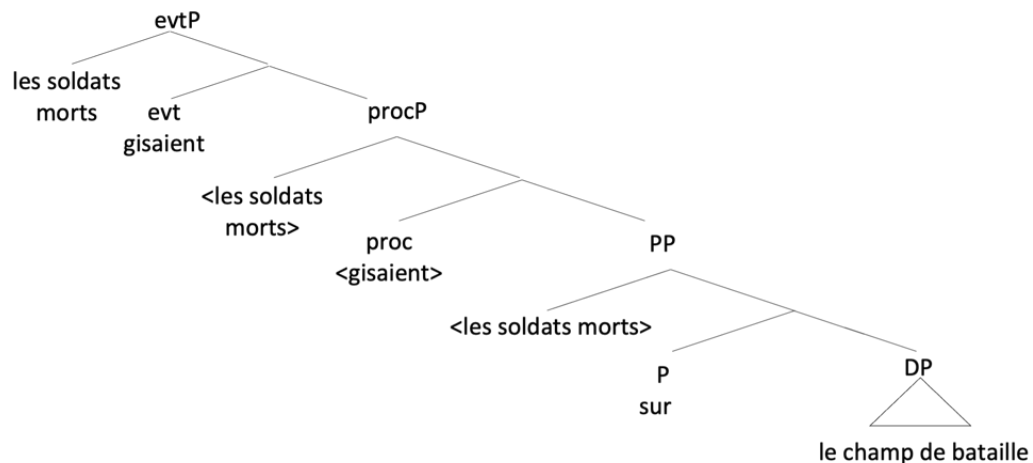 evtP
les soldats
morts
evt
gisaient
procP
<les soldats
morts>
proc
<gisaient>
PP
<les soldats morts>
P
sur
DP
le champ de bataille